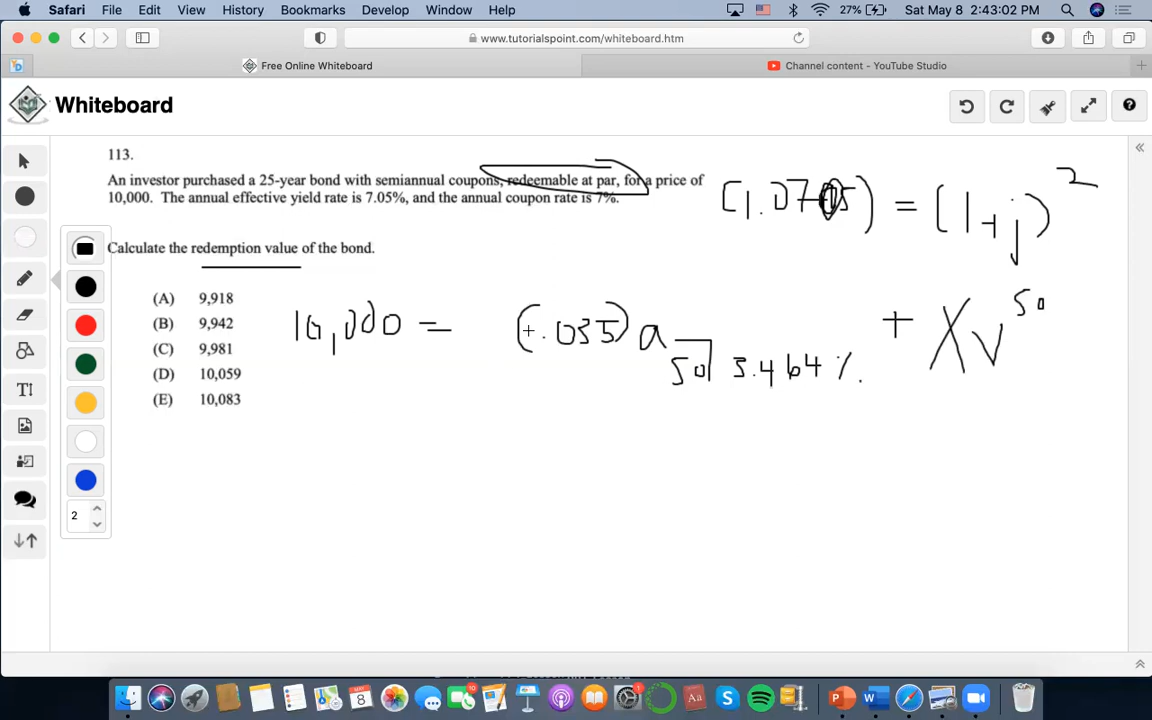 Safari File Edit View History Bookmarks Develop Window Help 27% Sat May 8 2:43:02 PM
www.tutorialspoint.com/whiteboard.htm
Free Online Whiteboard Channel content - YouTube Studio
Whiteboard
113.
An investor purchased a 25-year bond with semiannual coupons, redeemable at par, for a price of
10,000. The annual effective yield rate is 7.05%, and the annual coupon rate is 7%.
Calculate the redemption value of the bond.
(A) 9,918
(B) 9,942
(C) 9,981
(D) 10,059
(E) 10,083
2
(1.0705) = (1+j)^2
10,000 = (.035) a 50 3.464% + Xv^50